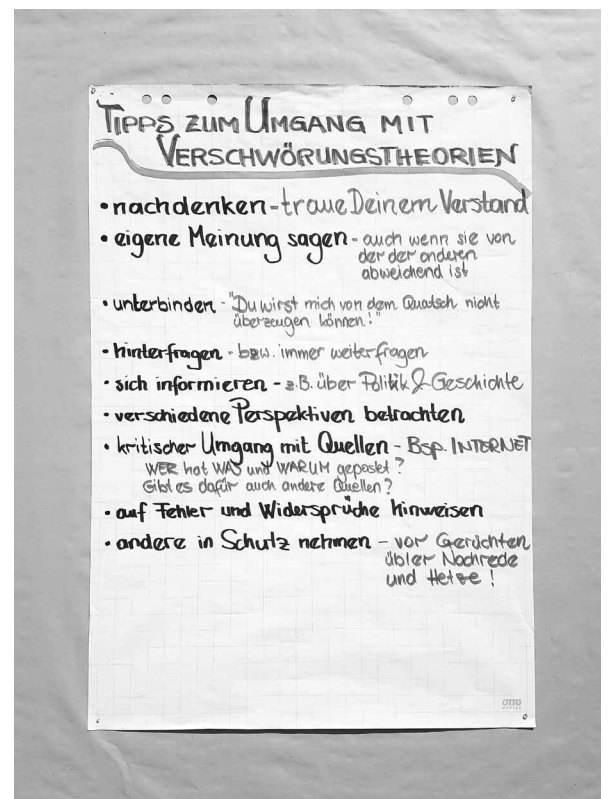 TIPPS ZUM UMGANG MIT
VERSCHWÖRUNGSTHEORIEN
• nachdenken - traue Deinem Verstand
• eigene Meinung sagen - auch wenn sie von
der der anderen
abweichend ist
• unterbinden - "Du wirst mich von dem Quatsch nicht
überzeugen können!"
• hinterfragen - bzw. immer weiterfragen
• sich informieren - z.B. über Politik & Geschichte
• verschiedene Perspektiven betrachten
• kritischer Umgang mit Quellen - Bsp. INTERNET
WER hat WAS und WARUM gepostet?
Gibt es dafür auch andere Quellen?
• auf Fehler und Widersprüche hinweisen
• andere in Schutz nehmen - vor Gerüchten
übler Nachrede
und Hetze!
OTTO